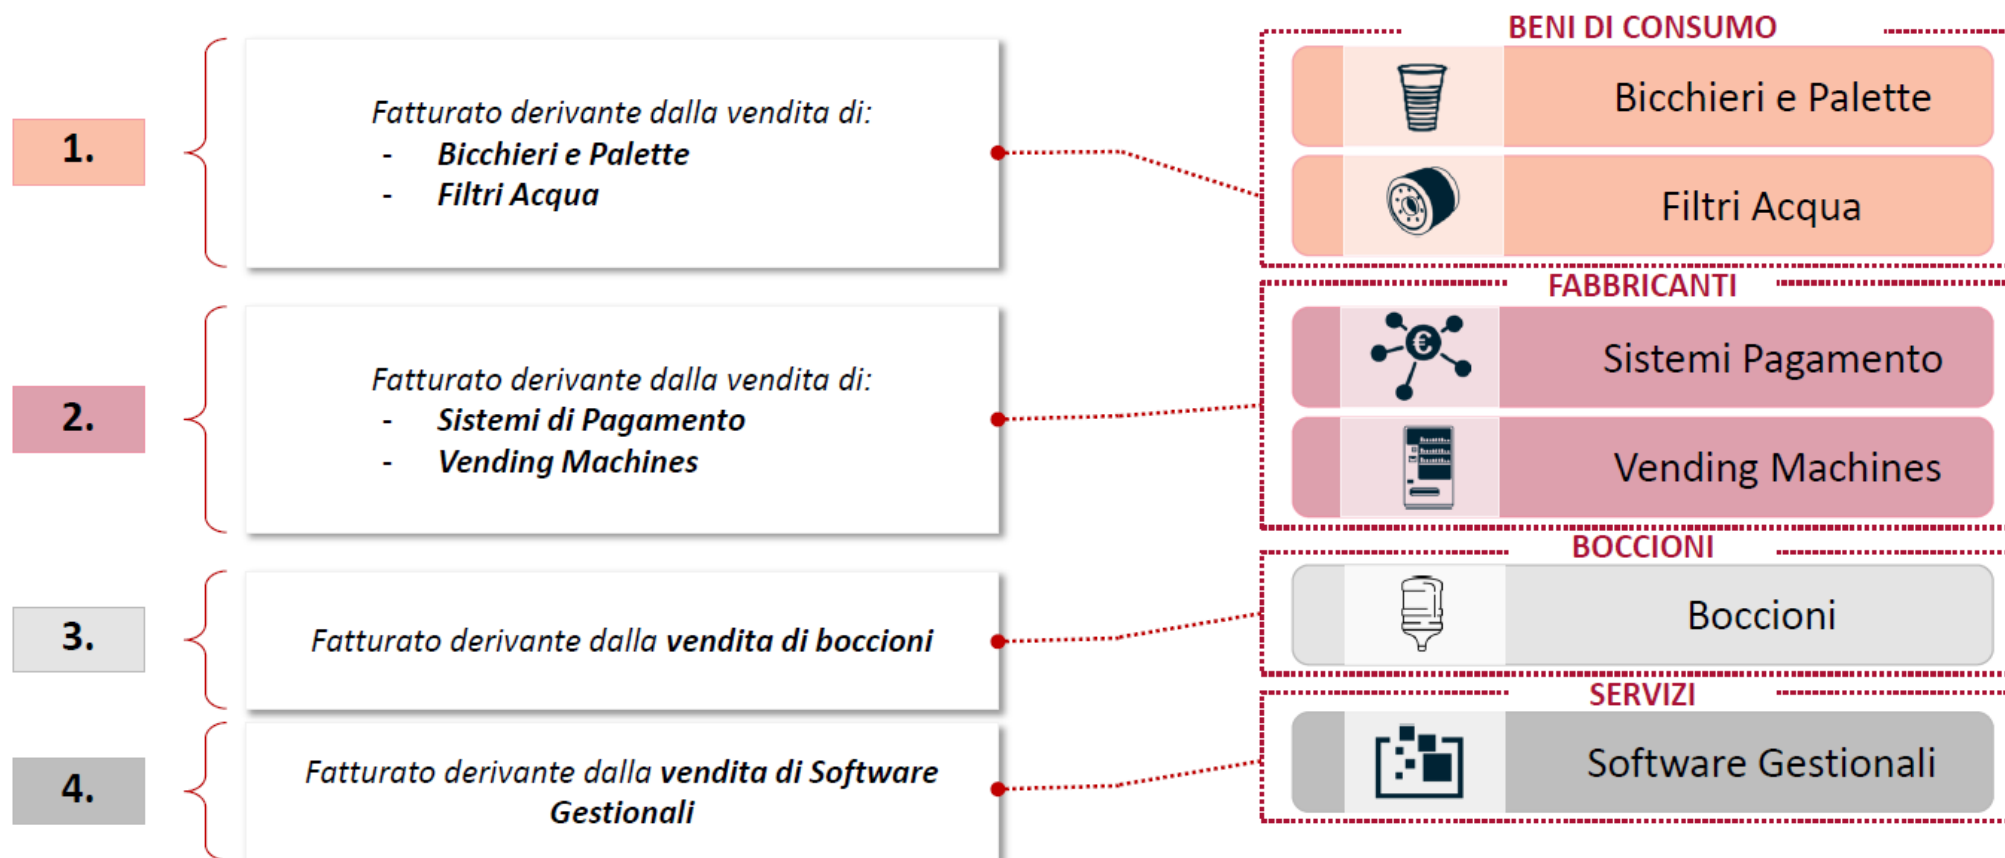 1.
Fatturato derivante dalla vendita di:
- Bicchieri e Palette
- Filtri Acqua
BENI DI CONSUMO
Bicchieri e Palette
Filtri Acqua
2.
Fatturato derivante dalla vendita di:
- Sistemi di Pagamento
- Vending Machines
FABBRICANTI
€
Sistemi Pagamento
Vending Machines
3.
Fatturato derivante dalla vendita di boccioni
BOCCIONI
Boccioni
4.
Fatturato derivante dalla vendita di Software
Gestionali
SERVIZI
Software Gestionali